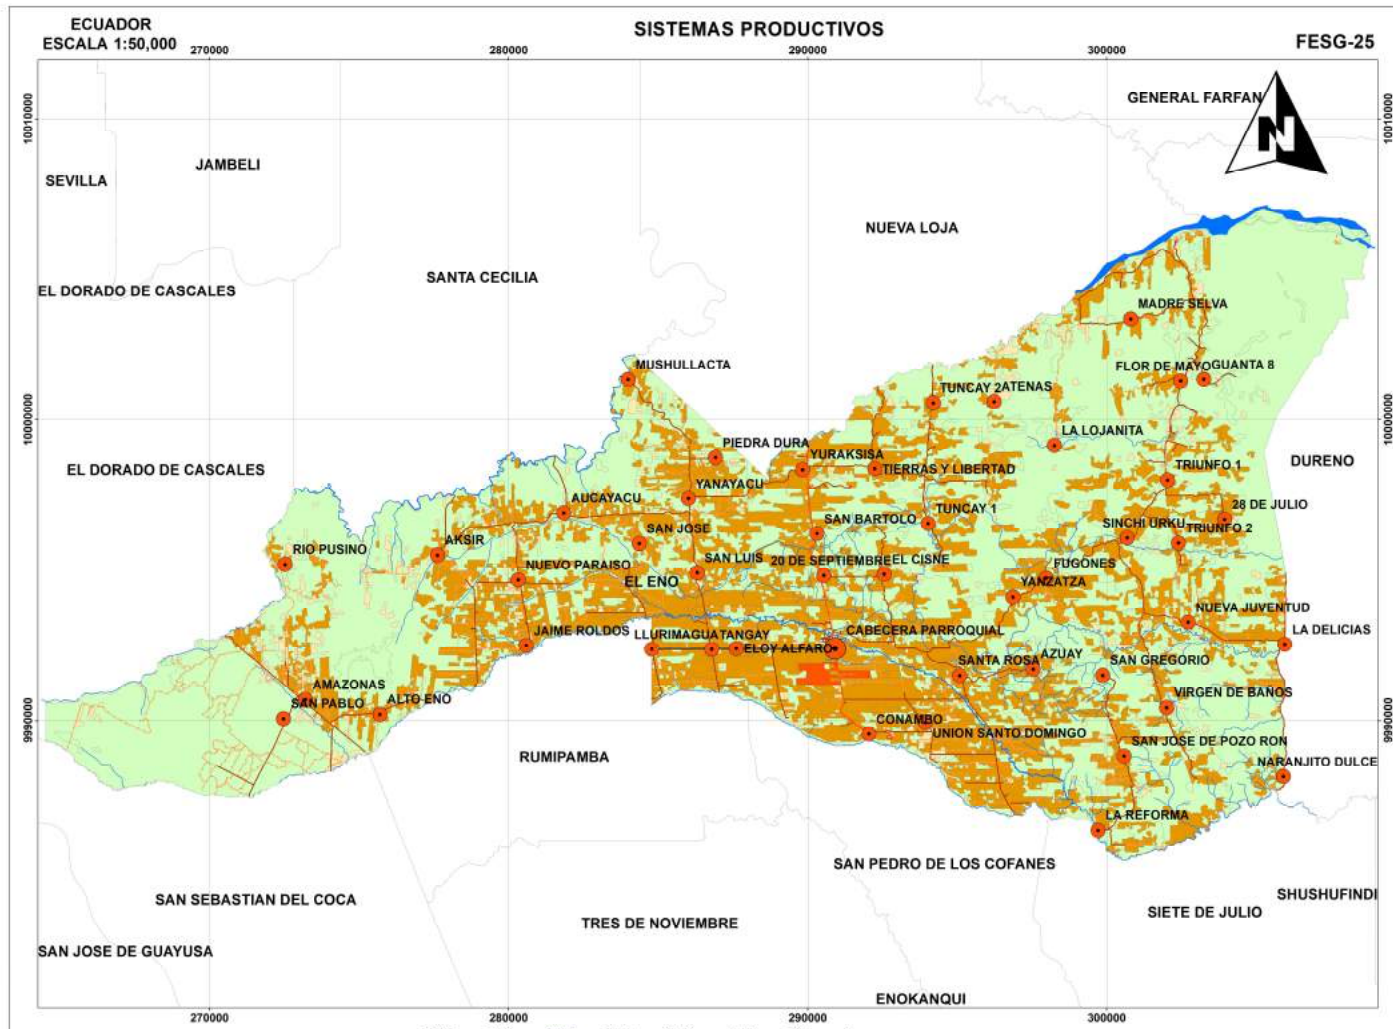 ECUADOR
ESCALA 1:50,000
SISTEMAS PRODUCTIVOS
FESG-25
270000
280000
290000
300000
10010000
10010000
GENERAL FARFAN
N
JAMBELI
SEVILLA
NUEVA LOJA
SANTA CECILIA
EL DORADO DE CASCALES
MADRE SELVA
MUSHULLACTA
FLOR DE MAYO
GUANTA 8
TUNCAY 2
ATENAS
10000000
10000000
LA LOJANITA
PIEDRA DURA
YURAKSISA
DURENO
EL DORADO DE CASCALES
TIERRAS Y LIBERTAD
TRIUNFO 1
YANAYACU
AUCAYACU
28 DE JULIO
TUNCAY 1
SAN BARTOLO
SINCHI URKU
TRIUNFO 2
SAN JOSE
AKSIR
RIO PUSINO
SAN LUIS
20 DE SEPTIEMBRE
EL CISNE
FUGONES
NUEVO PARAISO
EL ENO
YANZATZA
NUEVA JUVENTUD
JAIME ROLDOS
LLURIMAGUA
TANGAY
CABECERA PARROQUIAL
LA DELICIAS
ELOY ALFARO
AZUAY
SANTA ROSA
SAN GREGORIO
AMAZONAS
SAN PABLO
ALTO ENO
VIRGEN DE BAÑOS
9990000
9990000
CONAMBO
UNION SANTO DOMINGO
SAN JOSE DE POZO RON
RUMIPAMBA
NARANJITO DULCE
LA REFORMA
SAN PEDRO DE LOS COFANES
SHUSHUFINDI
SAN SEBASTIAN DEL COCA
SIETE DE JULIO
TRES DE NOVIEMBRE
SAN JOSE DE GUAYUSA
ENOKANQUI
270000
280000
290000
300000